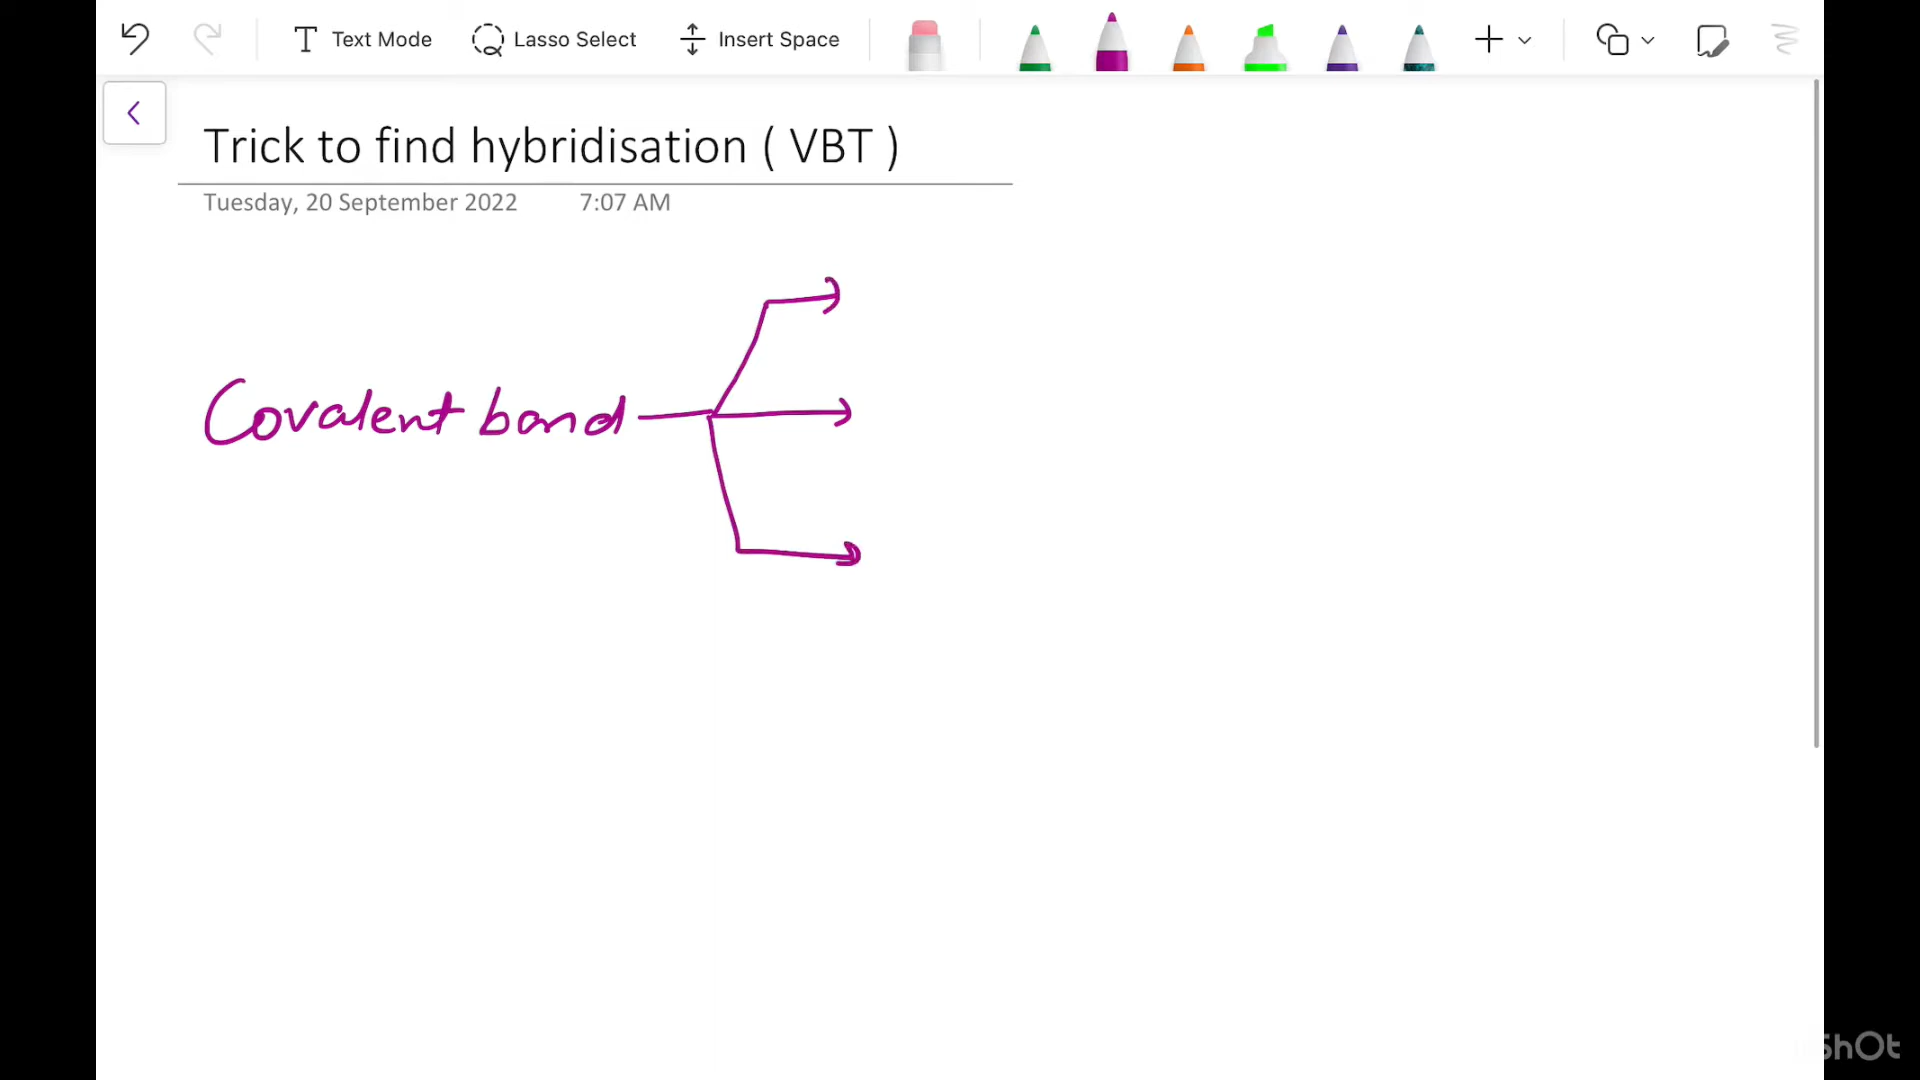 Text Mode Lasso Select Insert Space
Trick to find hybridisation ( VBT )
Tuesday, 20 September 2022 7:07 AM
Covalent bond